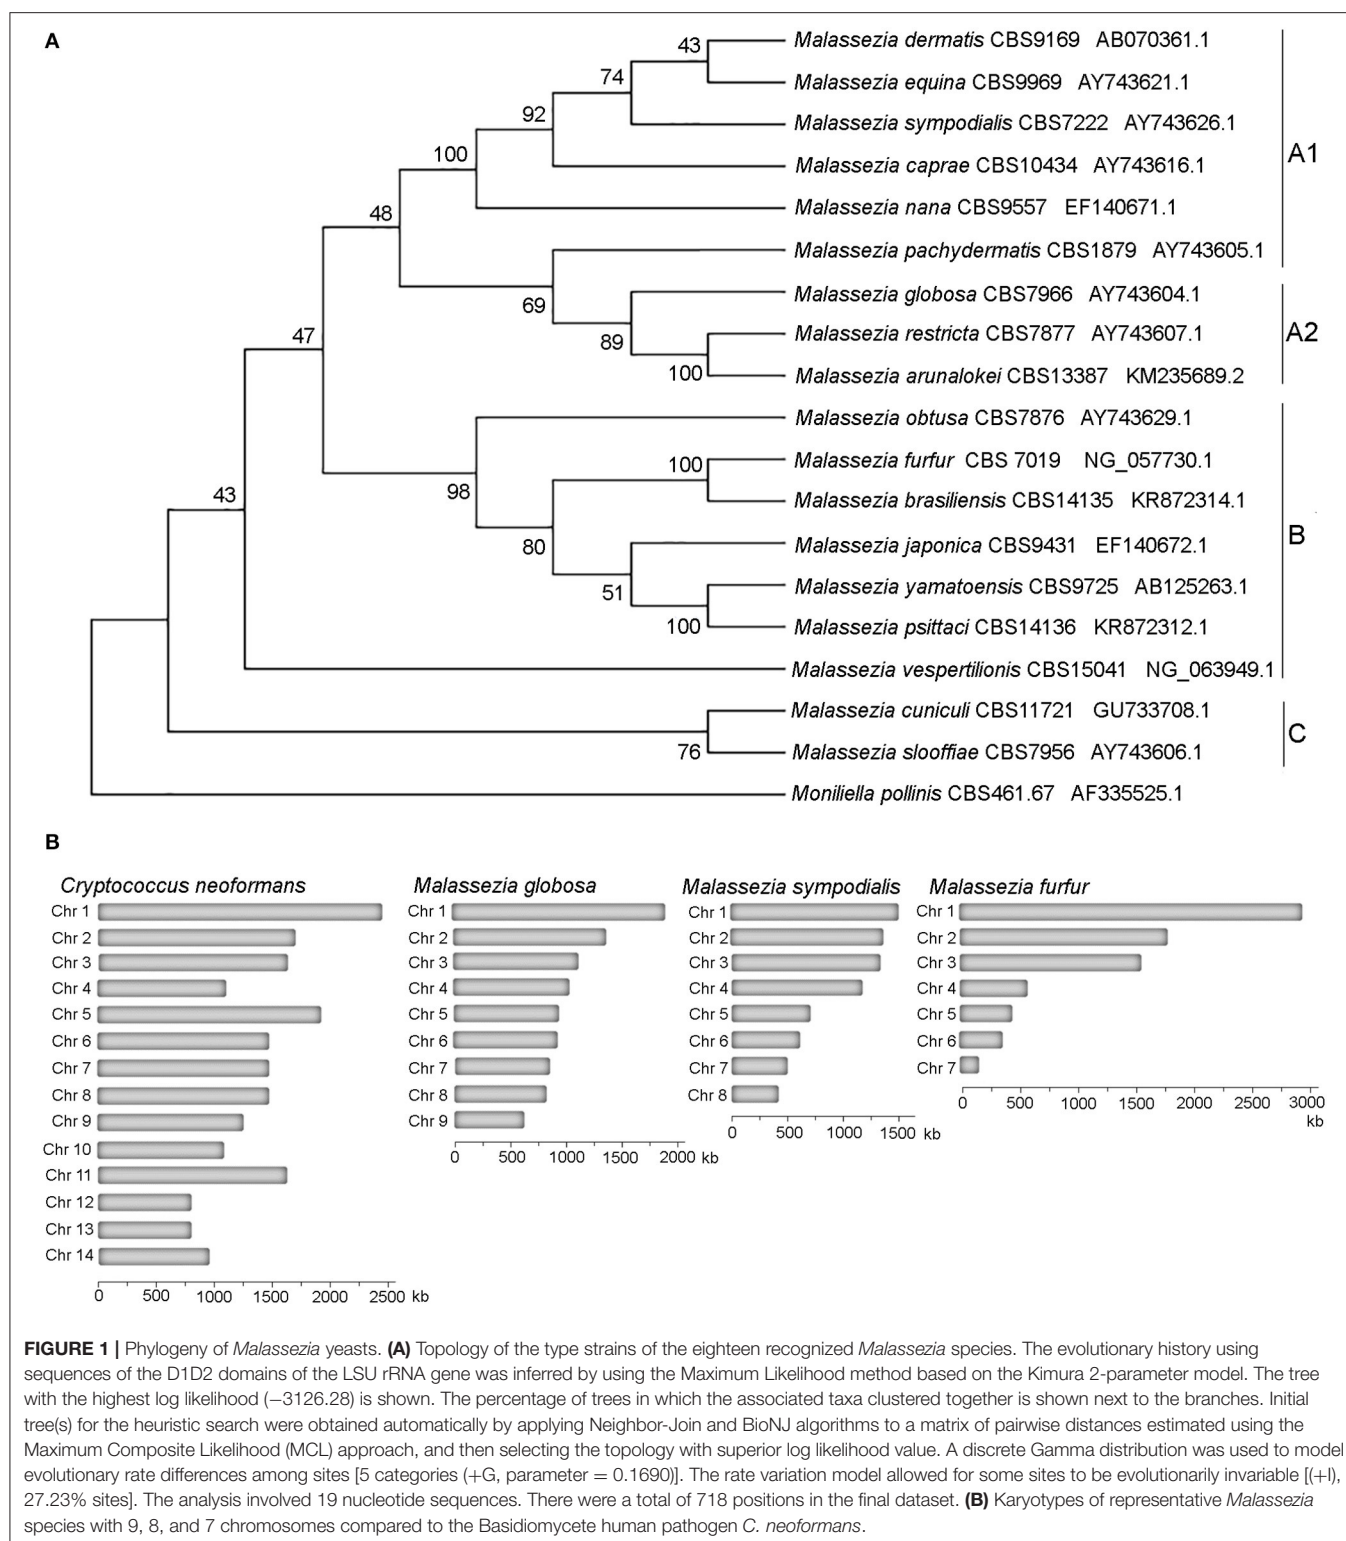 A
43 Malassezia dermatis CBS9169 AB070361.1
74 Malassezia equina CBS9969 AY743621.1
92 Malassezia sympodialis CBS7222 AY743626.1
100 Malassezia caprae CBS10434 AY743616.1 A1
48 Malassezia nana CBS9557 EF140671.1
Malassezia pachydermatis CBS1879 AY743605.1
69 Malassezia globosa CBS7966 AY743604.1
47 89 Malassezia restricta CBS7877 AY743607.1 A2
100 Malassezia arunalokei CBS13387 KM235689.2
Malassezia obtusa CBS7876 AY743629.1
100 Malassezia furfur CBS 7019 NG_057730.1
43 98 Malassezia brasiliensis CBS14135 KR872314.1
80 Malassezia japonica CBS9431 EF140672.1 B
51 Malassezia yamatoensis CBS9725 AB125263.1
100 Malassezia psittaci CBS14136 KR872312.1
Malassezia vespertilionis CBS15041 NG_063949.1
Malassezia cuniculi CBS11721 GU733708.1
76 Malassezia slooffiae CBS7956 AY743606.1 C
Moniliella pollinis CBS461.67 AF335525.1
B
Cryptococcus neoformans
Chr 1
Chr 2
Chr 3
Chr 4
Chr 5
Chr 6
Chr 7
Chr 8
Chr 9
Chr 10
Chr 11
Chr 12
Chr 13
Chr 14
0 500 1000 1500 2000 2500 kb
Malassezia globosa
Chr 1
Chr 2
Chr 3
Chr 4
Chr 5
Chr 6
Chr 7
Chr 8
Chr 9
0 500 1000 1500 2000 kb
Malassezia sympodialis
Chr 1
Chr 2
Chr 3
Chr 4
Chr 5
Chr 6
Chr 7
Chr 8
0 500 1000 1500 kb
Malassezia furfur
Chr 1
Chr 2
Chr 3
Chr 4
Chr 5
Chr 6
Chr 7
0 500 1000 1500 2000 2500 3000
kb
FIGURE 1 | Phylogeny of Malassezia yeasts. (A) Topology of the type strains of the eighteen recognized Malassezia species. The evolutionary history using
sequences of the D1D2 domains of the LSU rRNA gene was inferred by using the Maximum Likelihood method based on the Kimura 2-parameter model. The tree
with the highest log likelihood (−3126.28) is shown. The percentage of trees in which the associated taxa clustered together is shown next to the branches. Initial
tree(s) for the heuristic search were obtained automatically by applying Neighbor-Join and BioNJ algorithms to a matrix of pairwise distances estimated using the
Maximum Composite Likelihood (MCL) approach, and then selecting the topology with superior log likelihood value. A discrete Gamma distribution was used to model
evolutionary rate differences among sites [5 categories (+G, parameter = 0.1690)]. The rate variation model allowed for some sites to be evolutionarily invariable [(+I),
27.23% sites]. The analysis involved 19 nucleotide sequences. There were a total of 718 positions in the final dataset. (B) Karyotypes of representative Malassezia
species with 9, 8, and 7 chromosomes compared to the Basidiomycete human pathogen C. neoformans.